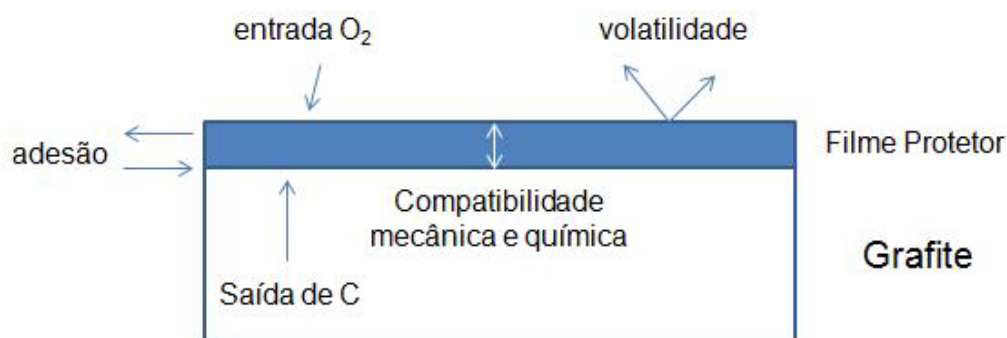 entrada O₂
volatilidade
adesão
Filme Protetor
Compatibilidade
mecânica e química
Grafite
Saída de C